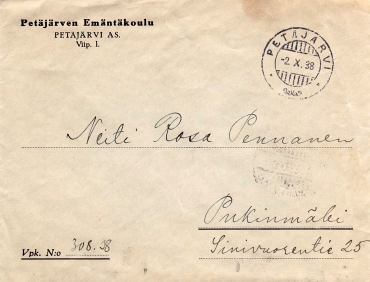 Petäjärven Emäntäkoulu
PETÄJÄRVI AS.
Viip. l.
PETÄJÄRVI
-2.X.38
Neiti Rosa Pennanen
Pukinmäki
Sinivuorentie 25
Vpk. N:o 308.38